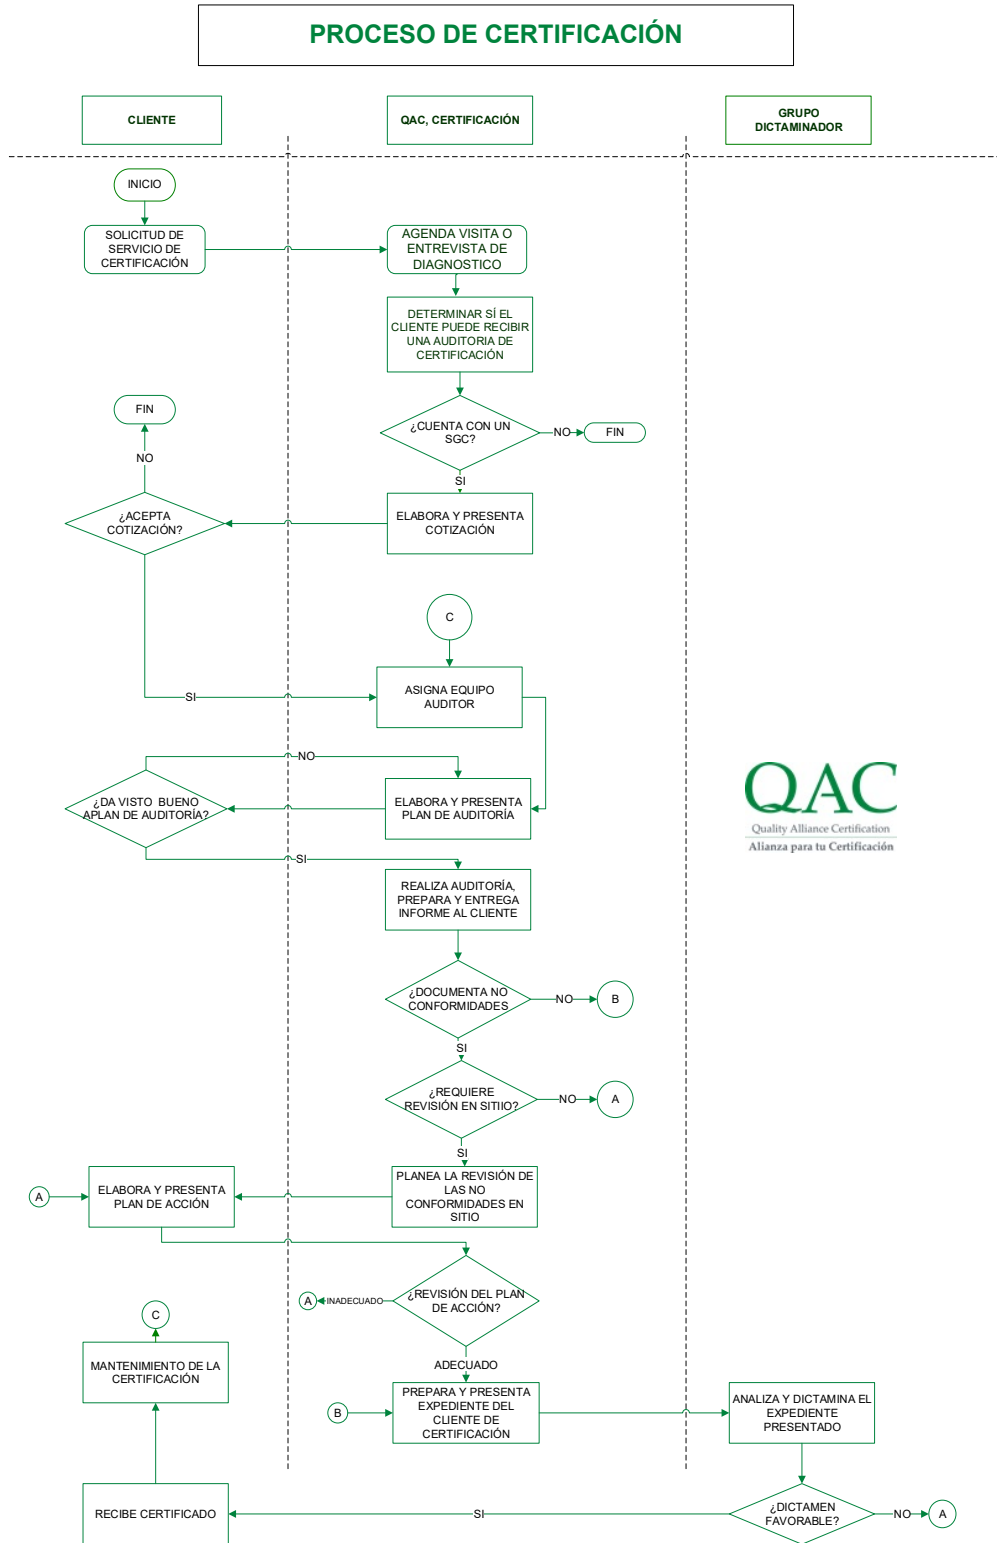 PROCESO DE CERTIFICACIÓN
CLIENTE
QAC, CERTIFICACIÓN
GRUPO
DICTAMINADOR
INICIO
SOLICITUD DE
SERVICIO DE
CERTIFICACIÓN
AGENDA VISITA O
ENTREVISTA DE
DIAGNOSTICO
DETERMINAR SÍ EL
CLIENTE PUEDE RECIBIR
UNA AUDITORIA DE
CERTIFICACIÓN
FIN
¿CUENTA CON UN
SGC?
NO
FIN
NO
SI
¿ACEPTA
COTIZACIÓN?
ELABORA Y PRESENTA
COTIZACIÓN
C
SI
ASIGNA EQUIPO
AUDITOR
NO
¿DA VISTO BUENO
APLAN DE AUDITORÍA?
ELABORA Y PRESENTA
PLAN DE AUDITORÍA
QAC
Quality Alliance Certification
Alianza para tu Certificación
SI
REALIZA AUDITORÍA,
PREPARA Y ENTREGA
INFORME AL CLIENTE
¿DOCUMENTA NO
CONFORMIDADES
NO
B
SI
¿REQUIERE
REVISIÓN EN SITIIO?
NO
A
SI
A
ELABORA Y PRESENTA
PLAN DE ACCIÓN
PLANEA LA REVISIÓN DE
LAS NO
CONFORMIDADES EN
SITIO
¿REVISIÓN DEL PLAN
DE ACCIÓN?
A
INADECUADO
C
ADECUADO
MANTENIMIENTO DE LA
CERTIFICACIÓN
B
PREPARA Y PRESENTA
EXPEDIENTE DEL
CLIENTE DE
CERTIFICACIÓN
ANALIZA Y DICTAMINA EL
EXPEDIENTE
PRESENTADO
RECIBE CERTIFICADO
SI
¿DICTAMEN
FAVORABLE?
NO
A